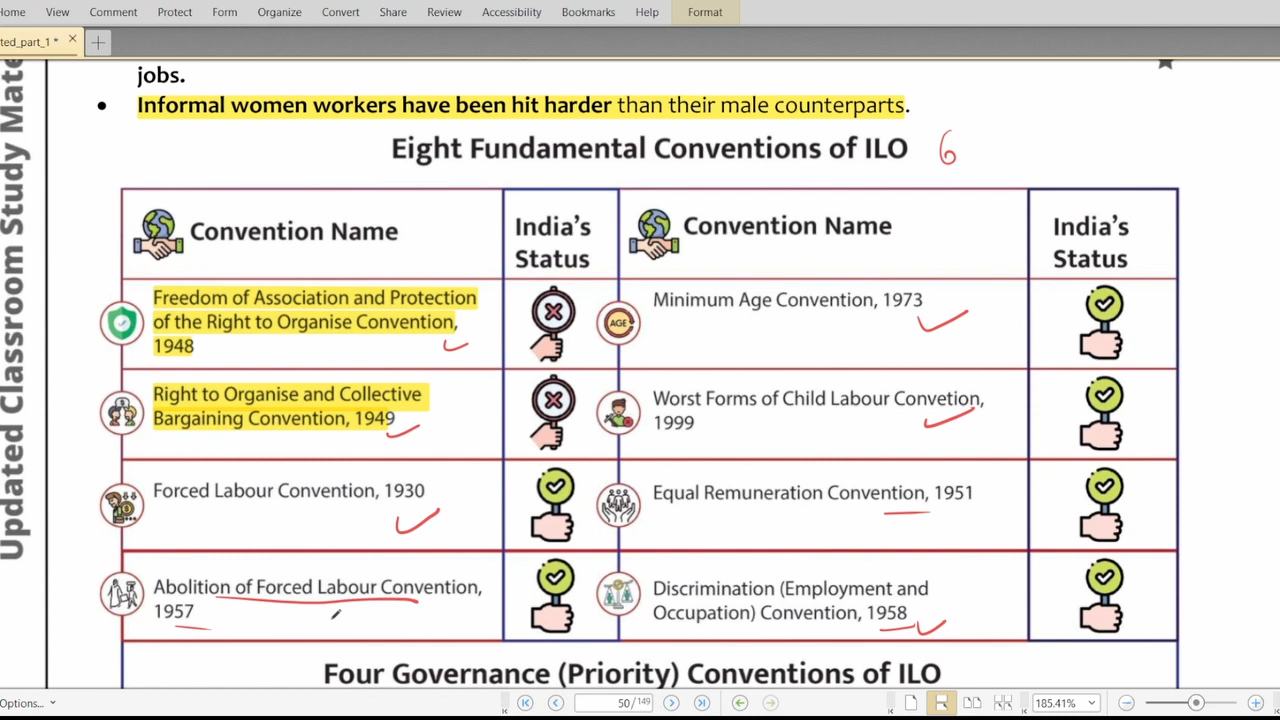 Home View Comment Protect Form Organize Convert Share Review Accessibility Bookmarks Help Format
ted_part_1 *
Updated Classroom Study Mate
jobs.
• Informal women workers have been hit harder than their male counterparts.
Eight Fundamental Conventions of ILO 6
Convention Name
India's
Status
Convention Name
India's
Status
Freedom of Association and Protection
of the Right to Organise Convention,
1948
AGE
Minimum Age Convention, 1973
Right to Organise and Collective
Bargaining Convention, 1949
Worst Forms of Child Labour Convetion,
1999
Forced Labour Convention, 1930
Equal Remuneration Convention, 1951
Abolition of Forced Labour Convention,
1957
Discrimination (Employment and
Occupation) Convention, 1958
Four Governance (Priority) Conventions of ILO
Options...
50 / 149
185.41%